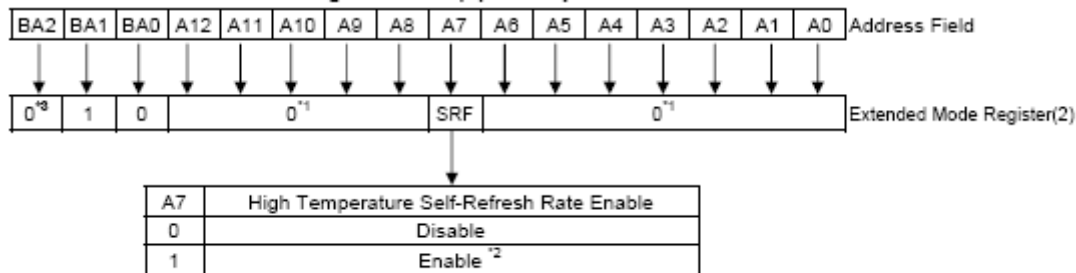 BA2 BA1 BA0 A12 A11 A10 A9 A8 A7 A6 A5 A4 A3 A2 A1 A0 Address Field
0*3 1 0 0*1 SRF 0*1 Extended Mode Register(2)
A7 High Temperature Self-Refresh Rate Enable
0 Disable
1 Enable *2